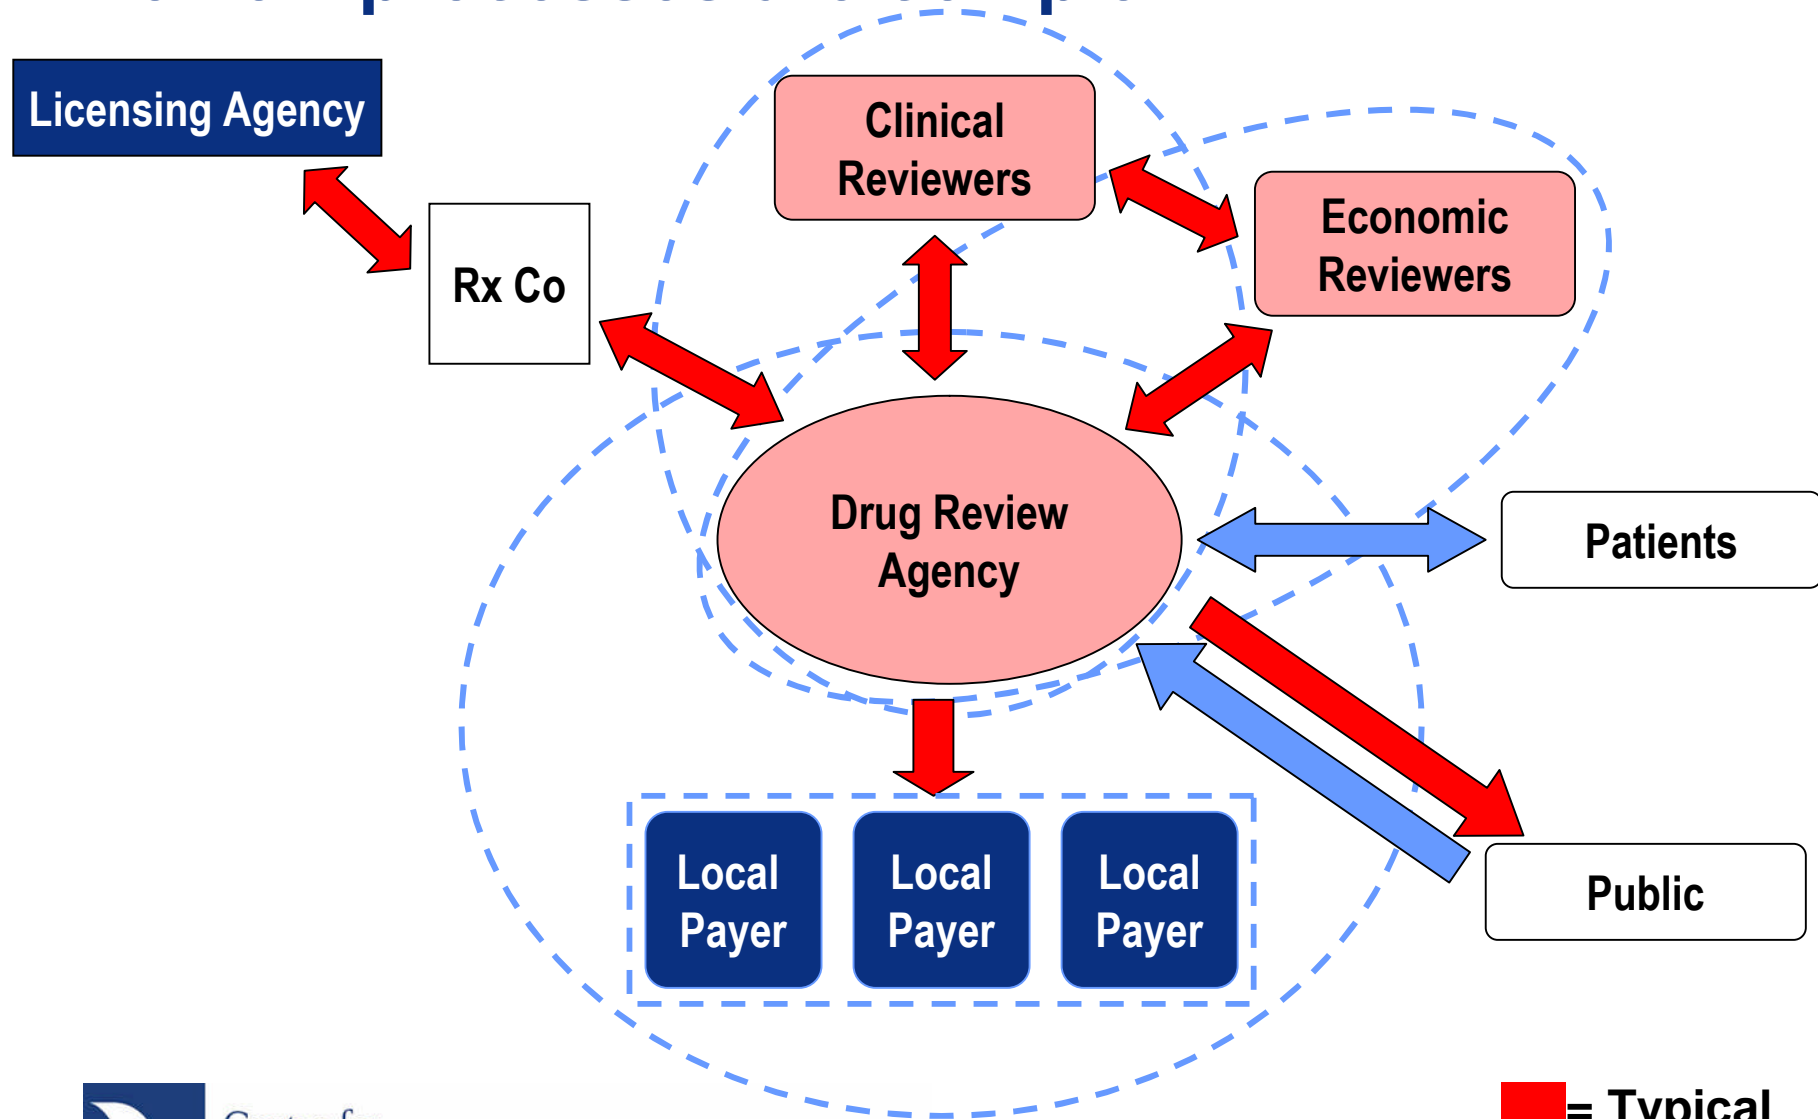 Licensing Agency
Clinical
Reviewers
Economic
Reviewers
Rx Co
Drug Review
Agency
Patients
Local
Payer
Local
Payer
Local
Payer
Public
= Typical